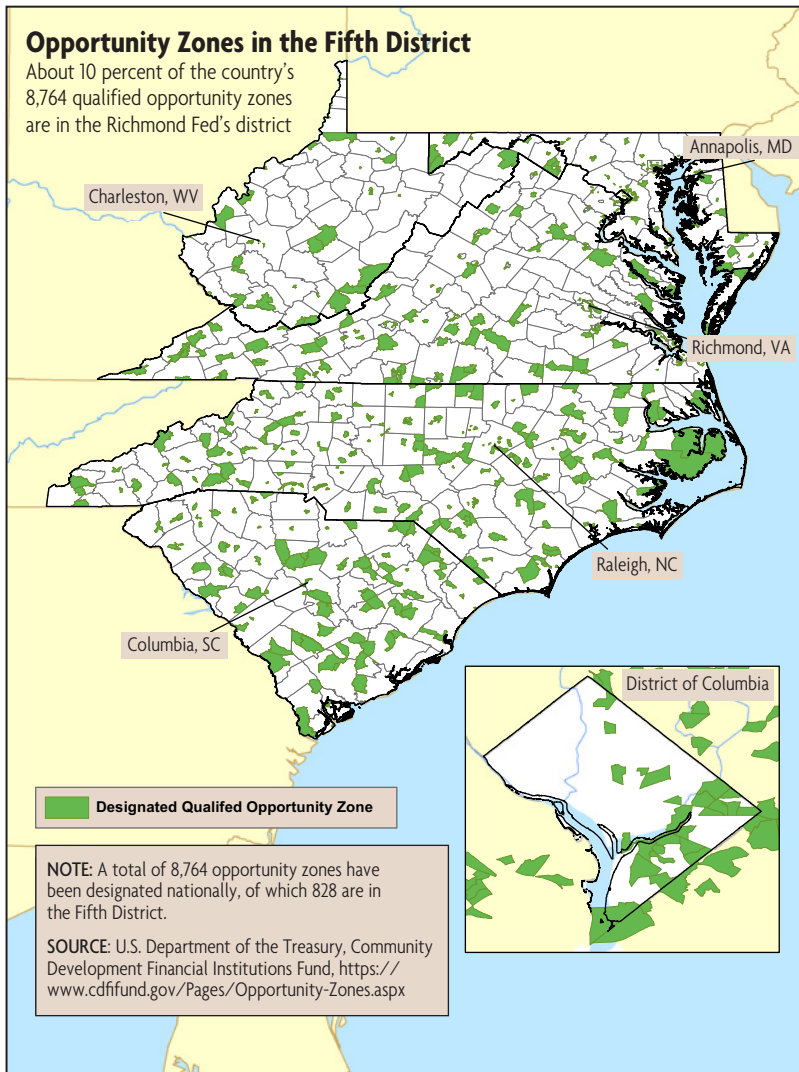 Opportunity Zones in the Fifth District
About 10 percent of the country's
8,764 qualified opportunity zones
are in the Richmond Fed's district
Annapolis, MD
Charleston, WV
Richmond, VA
Raleigh, NC
Columbia, SC
District of Columbia
Designated Qualifed Opportunity Zone
NOTE: A total of 8,764 opportunity zones have
been designated nationally, of which 828 are in
the Fifth District.
SOURCE: U.S. Department of the Treasury, Community
Development Financial Institutions Fund, https://
www.cdfifund.gov/Pages/Opportunity-Zones.aspx